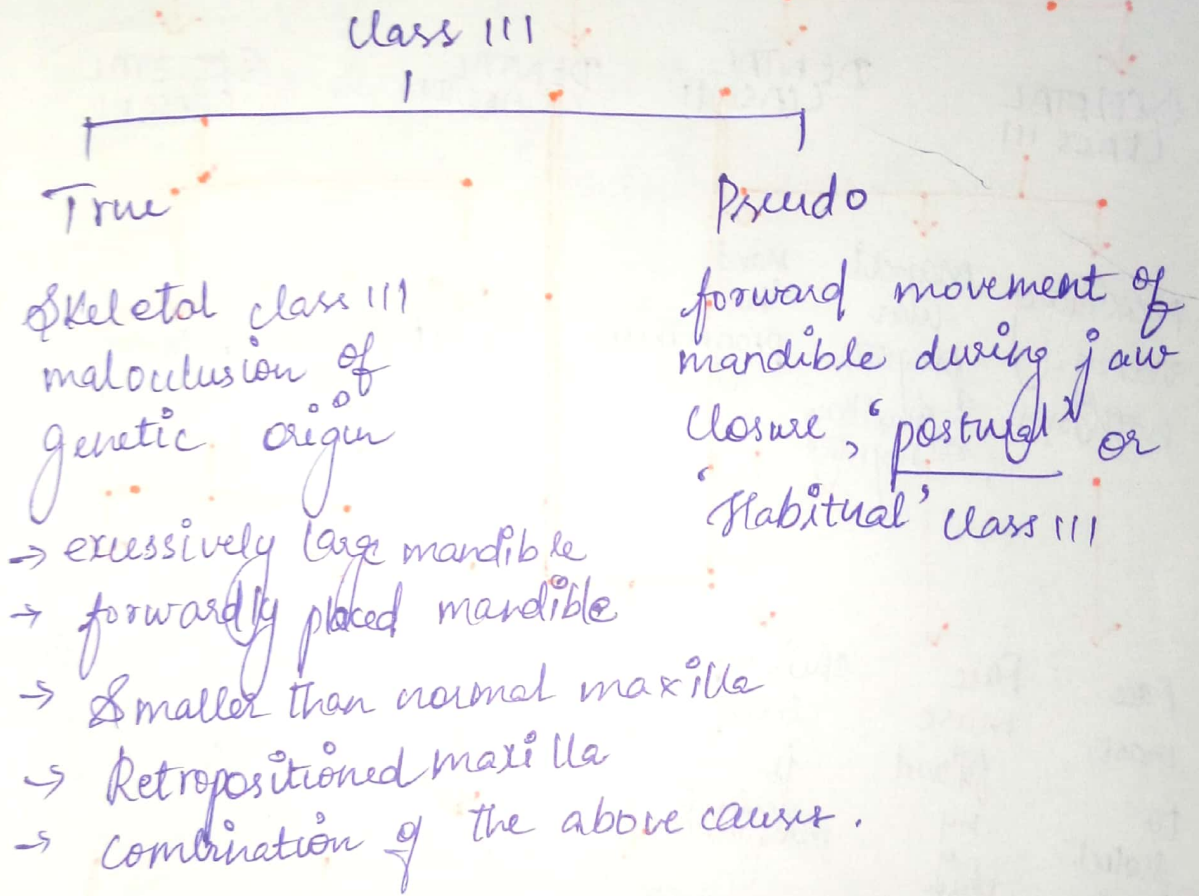 Class III
True
Skeletal class III
malocclusion of
genetic origin
→ excessively large mandible
→ forwardly placed mandible
→ Smaller than normal maxilla
→ Retropositioned maxilla
→ combination of the above causes.
Pseudo
forward movement of
mandible during jaw
closure, 'postural' or
'Habitual' class III